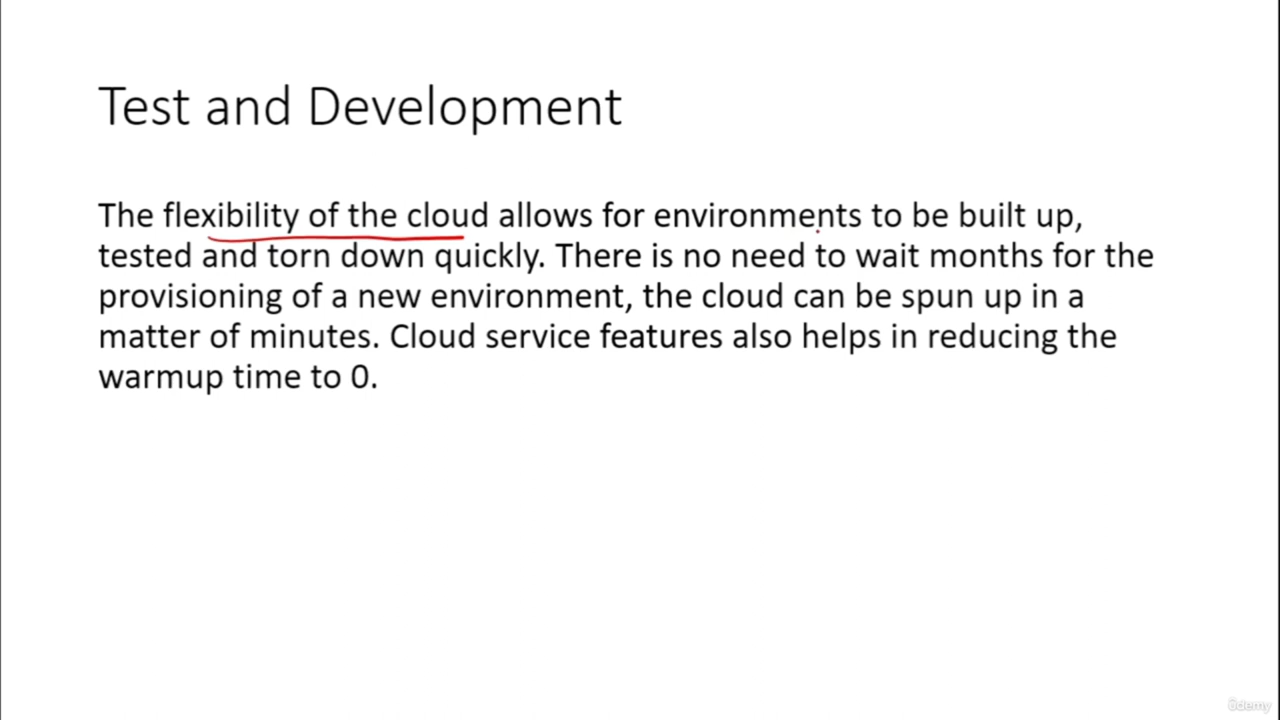 Test and Development
The flexibility of the cloud allows for environments to be built up,
tested and torn down quickly. There is no need to wait months for the
provisioning of a new environment, the cloud can be spun up in a
matter of minutes. Cloud service features also helps in reducing the
warmup time to 0.
ûdemy